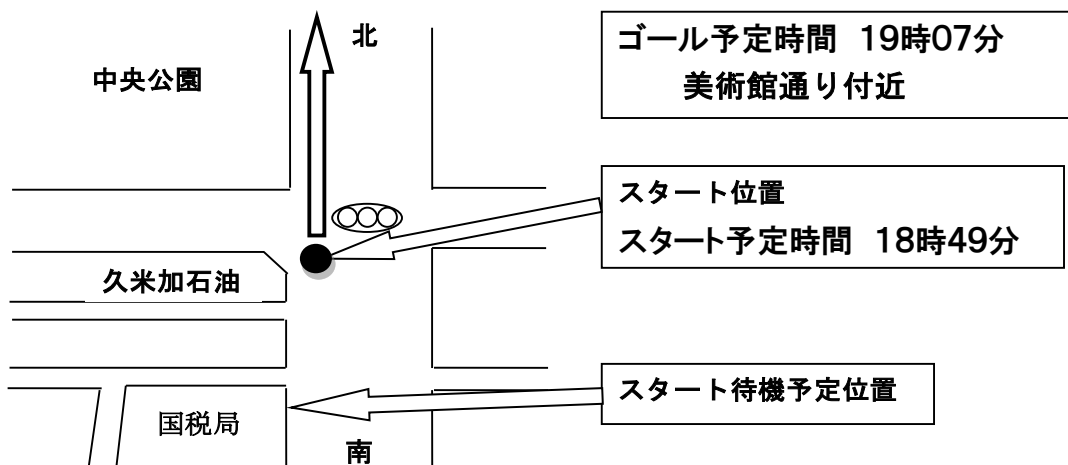 北
ゴール予定時間 19時07分
美術館通り付近
中央公園
スタート位置
スタート予定時間 18時49分
久米加石油
スタート待機予定位置
国税局
南